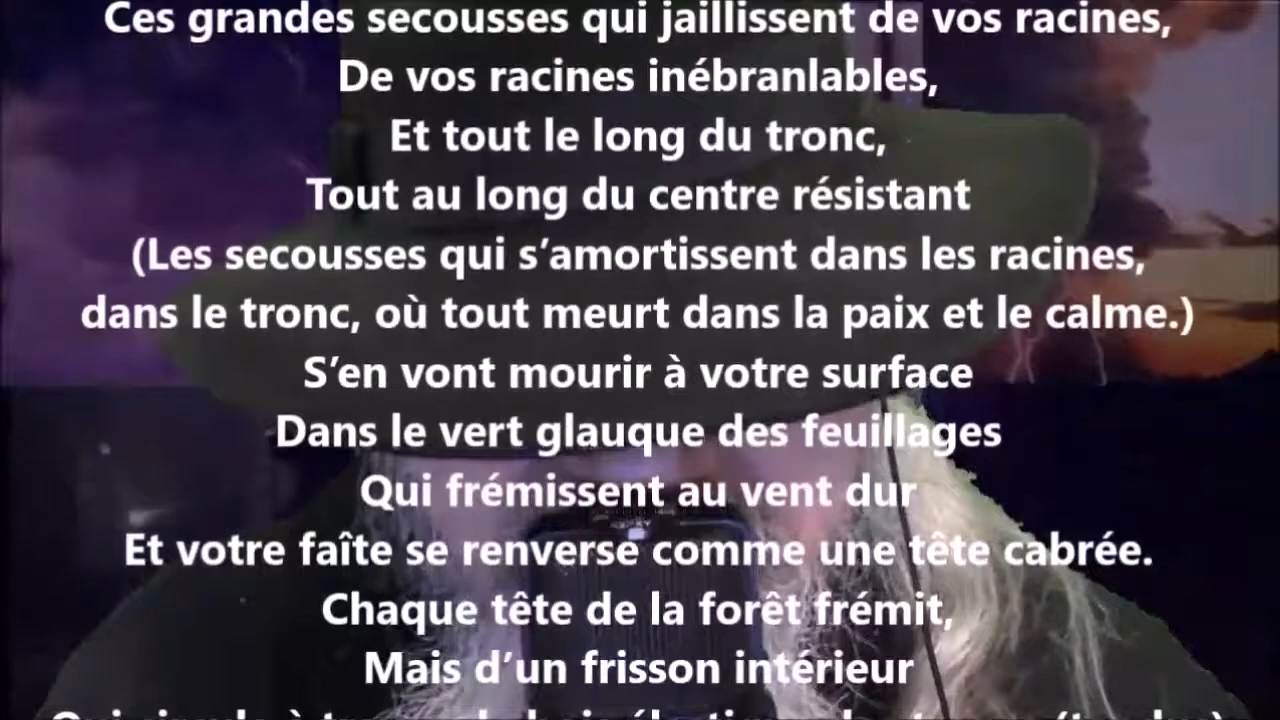 Ces grandes secousses qui jaillissent de vos racines,
De vos racines inébranlables,
Et tout le long du tronc,
Tout au long du centre résistant
(Les secousses qui s’amortissent dans les racines,
dans le tronc, où tout meurt dans la paix et le calme.)
S’en vont mourir à votre surface
Dans le vert glauque des feuillages
Qui frémissent au vent dur
Et votre faîte se renverse comme une tête cabrée.
Chaque tête de la forêt frémit,
Mais d’un frisson intérieur